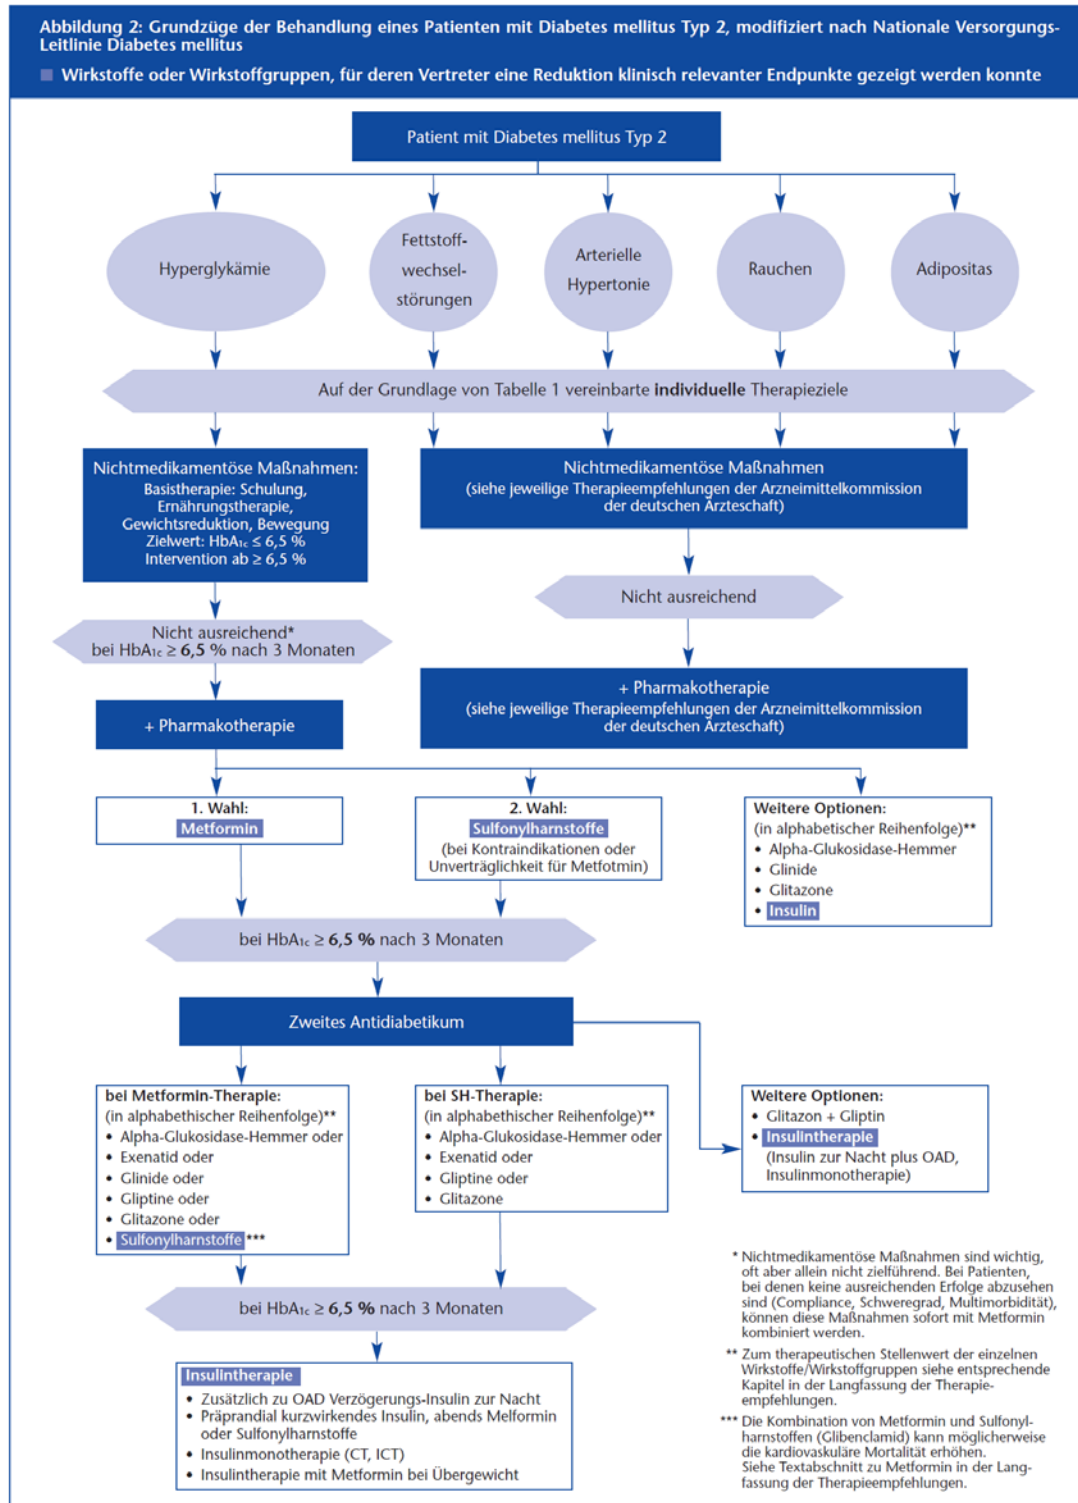 Abbildung 2: Grundzüge der Behandlung eines Patienten mit Diabetes mellitus Typ 2, modifiziert nach Nationale Versorgungs-
Leitlinie Diabetes mellitus
Wirkstoffe oder Wirkstoffgruppen, für deren Vertreter eine Reduktion klinisch relevanter Endpunkte gezeigt werden konnte
Patient mit Diabetes mellitus Typ 2
Hyperglykämie
Fettstoff-
wechsel-
störungen
Arterielle
Hypertonie
Rauchen
Adipositas
Auf der Grundlage von Tabelle 1 vereinbarte individuelle Therapieziele
Nichtmedikamentöse Maßnahmen:
Basistherapie: Schulung,
Ernährungstherapie,
Gewichtsreduktion, Bewegung
Zielwert: HbA1c ≤ 6,5 %
Intervention ab ≥ 6,5 %
Nichtmedikamentöse Maßnahmen
(siehe jeweilige Therapieempfehlungen der Arzneimittelkommission
der deutschen Ärzteschaft)
Nicht ausreichend
Nicht ausreichend*
bei HbA1c ≥ 6,5 % nach 3 Monaten
+ Pharmakotherapie
(siehe jeweilige Therapieempfehlungen der Arzneimittelkommission
der deutschen Ärzteschaft)
+ Pharmakotherapie
1. Wahl:
Metformin
2. Wahl:
Sulfonylharnstoffe
(bei Kontraindikationen oder
Unverträglichkeit für Metfotmin)
Weitere Optionen:
(in alphabetischer Reihenfolge)**
• Alpha-Glukosidase-Hemmer
• Glinide
• Glitazone
• Insulin
bei HbA1c ≥ 6,5 % nach 3 Monaten
Zweites Antidiabetikum
bei Metformin-Therapie:
(in alphabethischer Reihenfolge)**
• Alpha-Glukosidase-Hemmer oder
• Exenatid oder
• Glinide oder
• Gliptine oder
• Glitazone oder
• Sulfonylharnstoffe ***
bei SH-Therapie:
(in alphabethischer Reihenfolge)**
• Alpha-Glukosidase-Hemmer oder
• Exenatid oder
• Gliptine oder
• Glitazone
Weitere Optionen:
• Glitazon + Gliptin
• Insulintherapie
(Insulin zur Nacht plus OAD,
Insulinmonotherapie)
bei HbA1c ≥ 6,5 % nach 3 Monaten
Insulintherapie
• Zusätzlich zu OAD Verzögerungs-Insulin zur Nacht
• Präprandial kurzwirkendes Insulin, abends Melformin
oder Sulfonylharnstoffe
• Insulinmonotherapie (CT, ICT)
• Insulintherapie mit Metformin bei Übergewicht
* Nichtmedikamentöse Maßnahmen sind wichtig,
oft aber allein nicht zielführend. Bei Patienten,
bei denen keine ausreichenden Erfolge abzusehen
sind (Compliance, Schweregrad, Multimorbidität),
können diese Maßnahmen sofort mit Metformin
kombiniert werden.
** Zum therapeutischen Stellenwert der einzelnen
Wirkstoffe/Wirkstoffgruppen siehe entsprechende
Kapitel in der Langfassung der Therapie-
empfehlungen.
*** Die Kombination von Metformin und Sulfonyl-
harnstoffen (Glibenclamid) kann möglicherweise
die kardiovaskuläre Mortalität erhöhen.
Siehe Textabschnitt zu Metformin in der Lang-
fassung der Therapieempfehlungen.